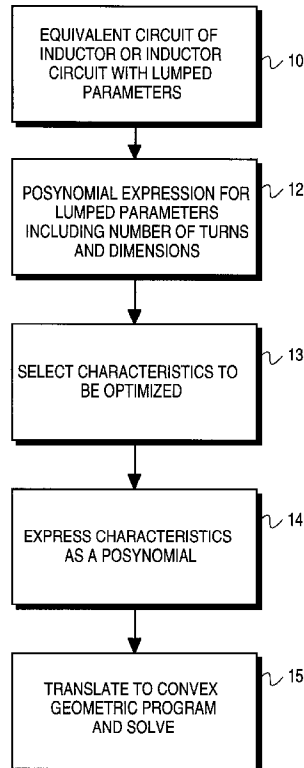 EQUIVALENT CIRCUIT OF
INDUCTOR OR INDUCTOR
CIRCUIT WITH LUMPED
PARAMETERS
10
POSYNOMIAL EXPRESSION FOR
LUMPED PARAMETERS
INCLUDING NUMBER OF TURNS
AND DIMENSIONS
12
SELECT CHARACTERISTICS TO
BE OPTIMIZED
13
EXPRESS CHARACTERISTICS
AS A POSYNOMIAL
14
TRANSLATE TO CONVEX
GEOMETRIC PROGRAM
AND SOLVE
15